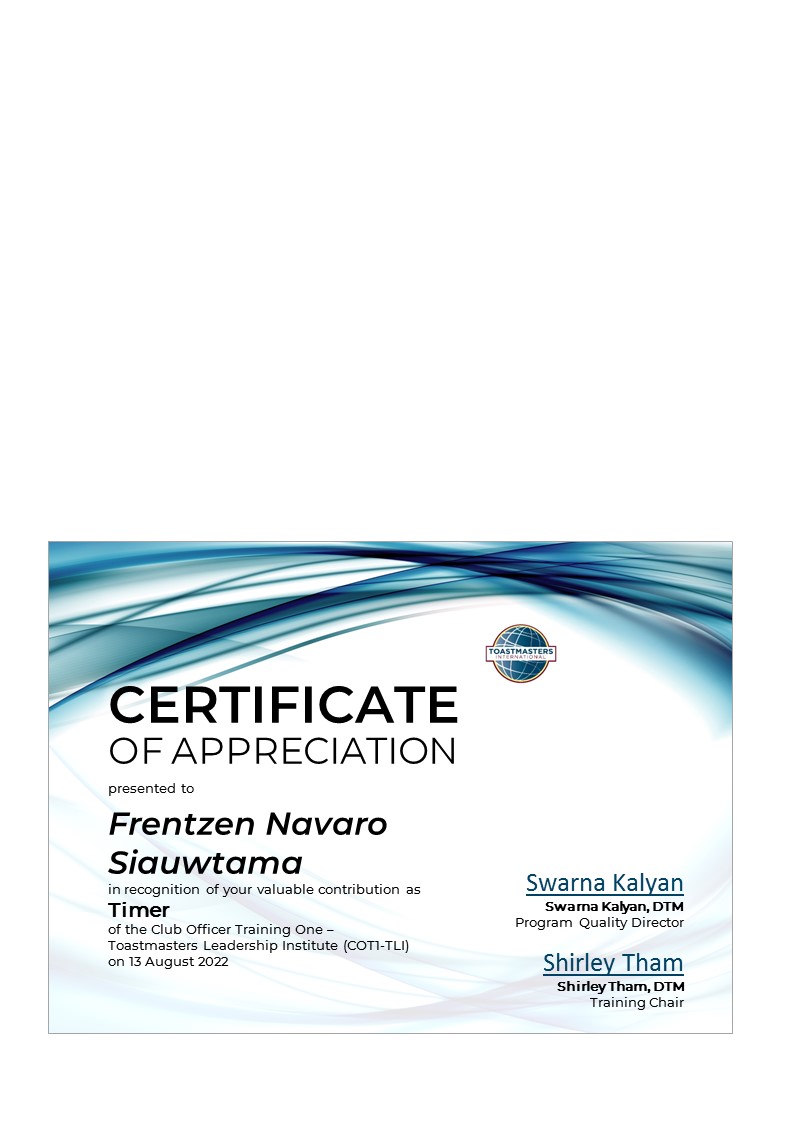 TOASTMASTERS
INTERNATIONAL
CERTIFICATE
OF APPRECIATION
presented to
Frentzen Navaro
Siauwtama
in recognition of your valuable contribution as
Timer
of the Club Officer Training One –
Toastmasters Leadership Institute (COT1-TLI)
on 13 August 2022
Swarna Kalyan
Swarna Kalyan, DTM
Program Quality Director
Shirley Tham
Shirley Tham, DTM
Training Chair